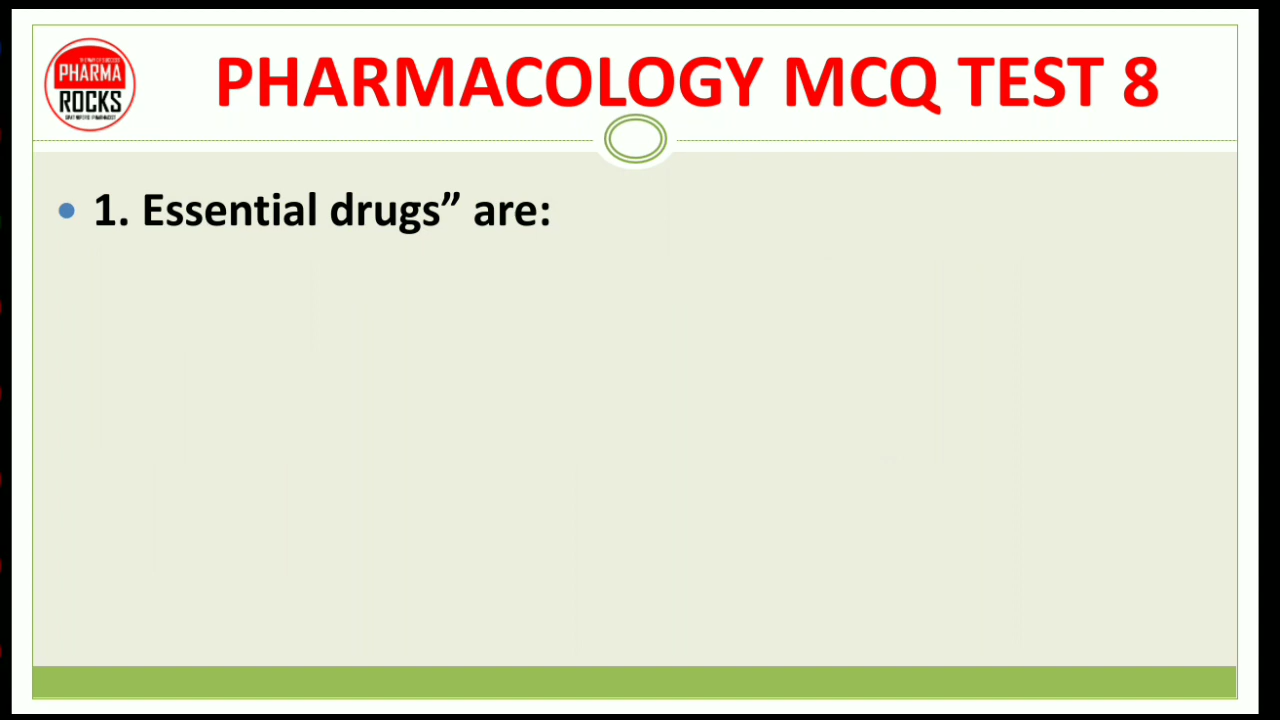 PHARMA
ROCKS
PHARMACOLOGY MCQ TEST 8
• 1. Essential drugs” are: